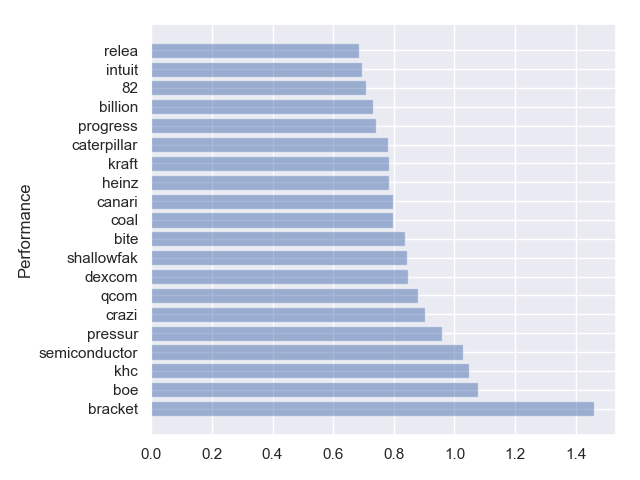 relea
intuit
82
billion
progress
caterpillar
kraft
heinz
canari
coal
bite
shallowfak
dexcom
qcom
crazi
pressur
semiconductor
khc
boe
bracket
Performance
0.0 0.2 0.4 0.6 0.8 1.0 1.2 1.4